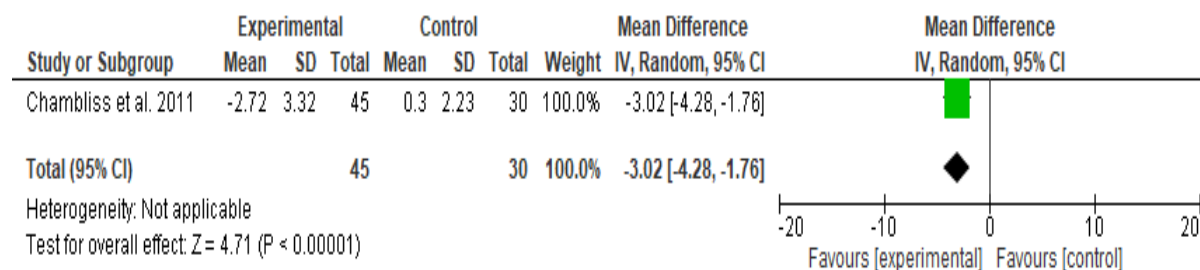 Experimental Control Mean Difference Mean Difference
Study or Subgroup Mean SD Total Mean SD Total Weight IV, Random, 95% CI IV, Random, 95% CI
Chambliss et al. 2011 -2.72 3.32 45 0.3 2.23 30 100.0% -3.02 [-4.28, -1.76]
Total (95% CI) 45 30 100.0% -3.02 [-4.28, -1.76]
Heterogeneity: Not applicable
Test for overall effect: Z = 4.71 (P < 0.00001)
-20 -10 0 10 20
Favours [experimental] Favours [control]